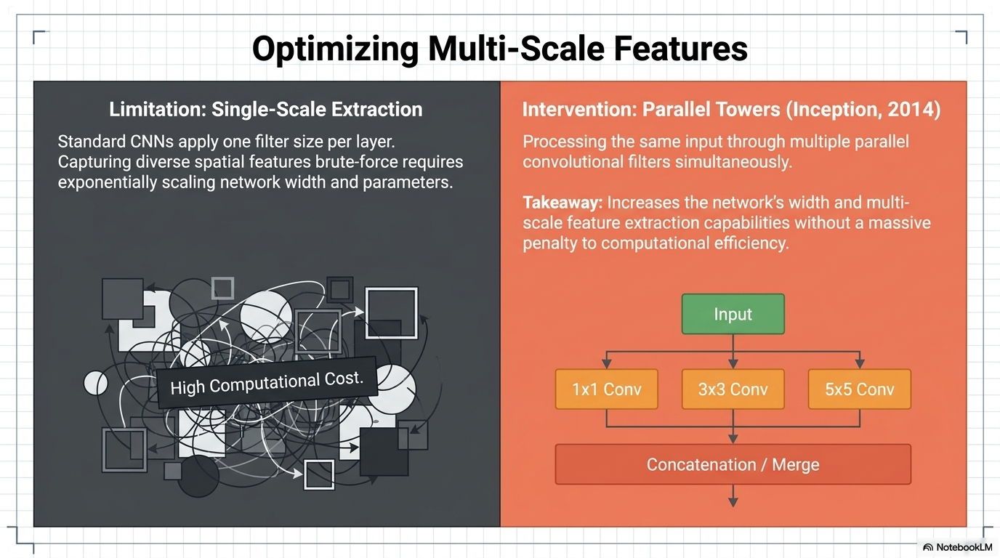 Optimizing Multi-Scale Features
Limitation: Single-Scale Extraction
Standard CNNs apply one filter size per layer.
Capturing diverse spatial features brute-force requires
exponentially scaling network width and parameters.
High Computational Cost.
Intervention: Parallel Towers (Inception, 2014)
Processing the same input through multiple parallel
convolutional filters simultaneously.
Takeaway: Increases the network's width and multi-
scale feature extraction capabilities without a massive
penalty to computational efficiency.
Input
1x1 Conv
3x3 Conv
5x5 Conv
Concatenation / Merge
NotebookLM